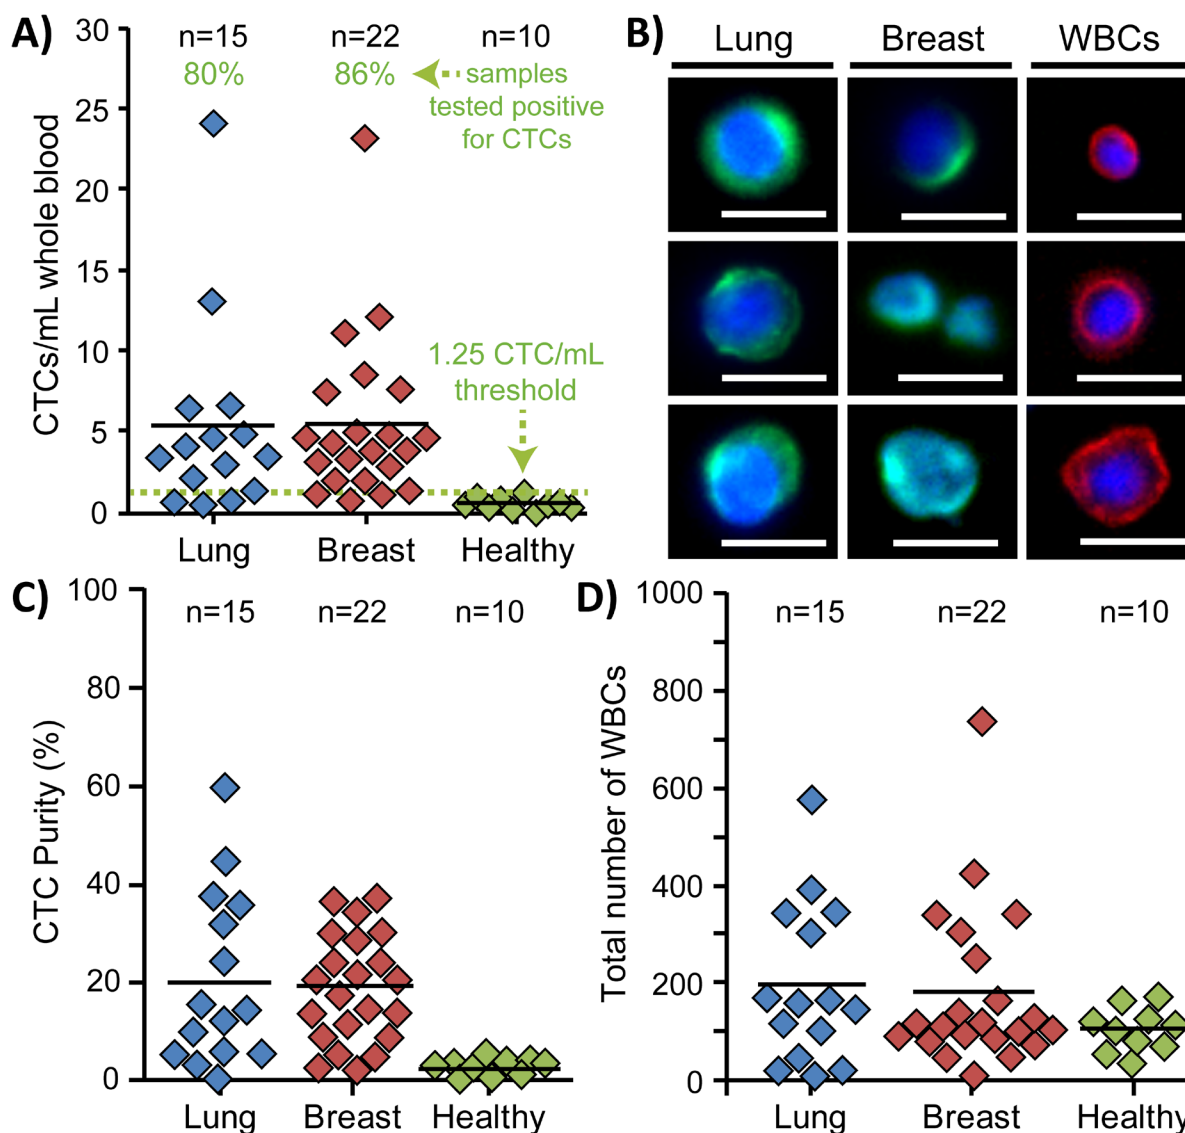 A)
30
25
20
15
10
5
0
CTCs/mL whole blood
n=15
n=22
n=10
80%
86%
samples
tested positive
for CTCs
1.25 CTC/mL
threshold
Lung
Breast
Healthy
B)
Lung
Breast
WBCs
C)
100
80
60
40
20
0
CTC Purity (%)
n=15
n=22
n=10
Lung
Breast
Healthy
D)
1000
800
600
400
200
0
Total number of WBCs
n=15
n=22
n=10
Lung
Breast
Healthy